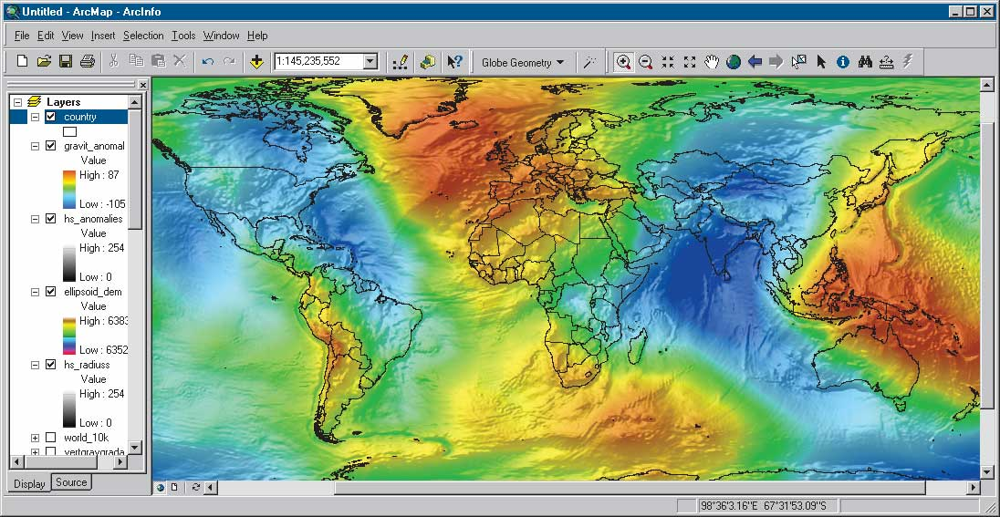 Untitled - ArcMap - ArcInfo
File Edit View Insert Selection Tools Window Help
1:145,235,552
Globe Geometry
Layers
country
gravit_anomal
Value
High : 87
Low : -105
hs_anomalies
Value
High : 254
Low : 0
ellipsoid_dem
Value
High : 6383
Low : 6352
hs_radiuss
Value
High : 254
Low : 0
world_10k
vertgravgrada
Display Source
98°36'3.16"E 67°31'53.09"S